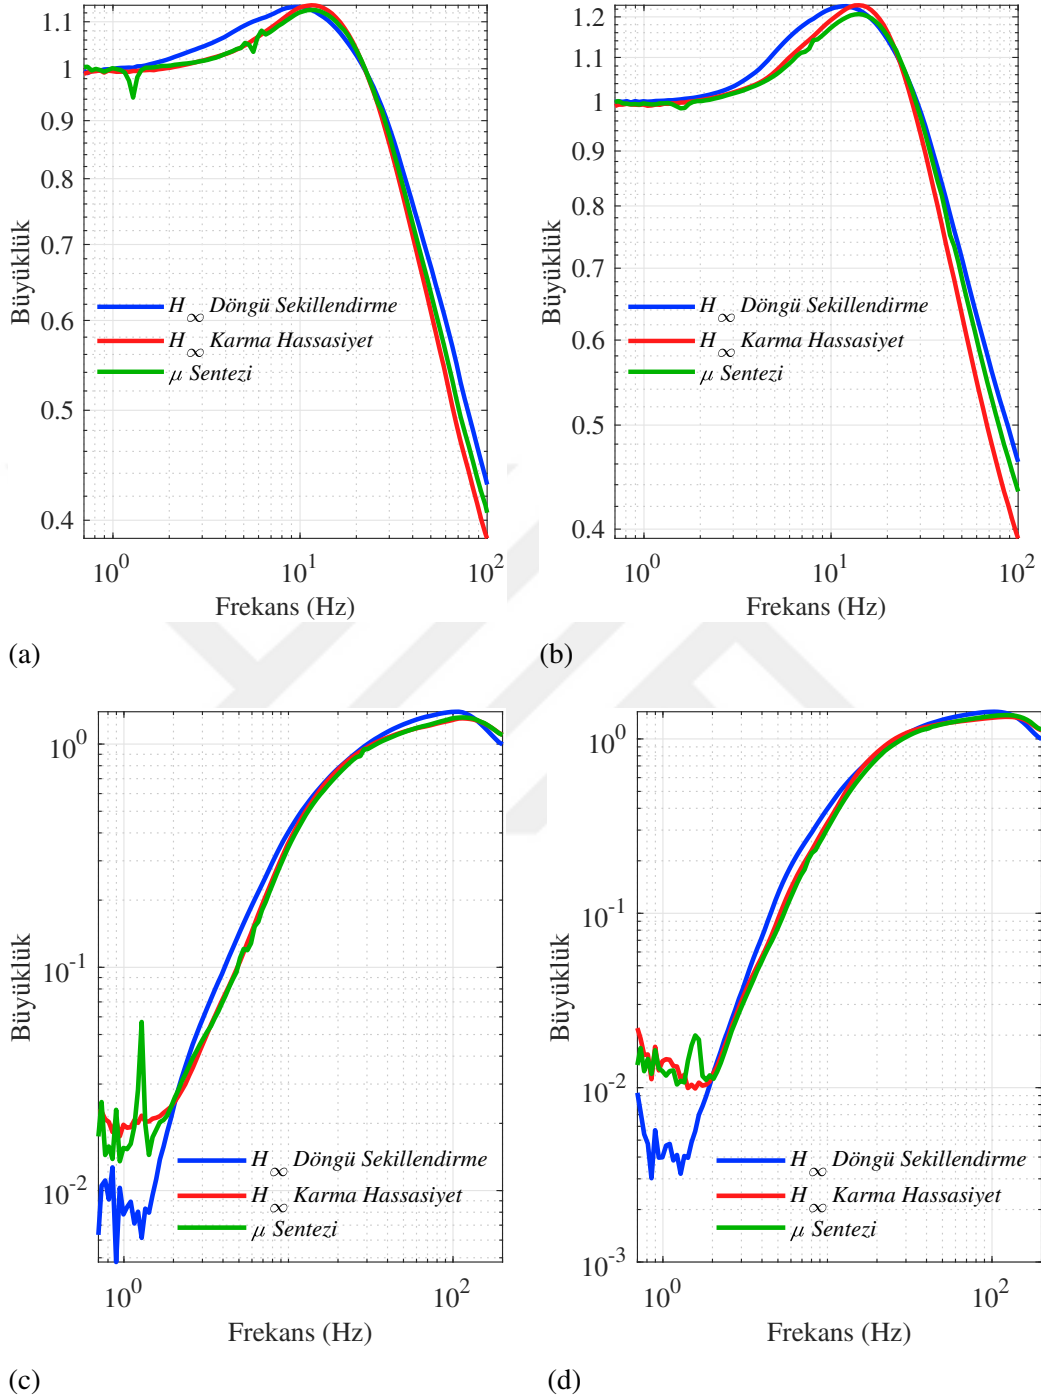 1.1
1
0.9
0.8
0.7
0.6
0.5
0.4
Büyüklük
H∞ Döngü Sekillendirme
H∞ Karma Hassasiyet
μ Sentezi
10^0
10^1
10^2
Frekans (Hz)
(a)
1.2
1.1
1
0.9
0.8
0.7
0.6
0.5
0.4
Büyüklük
H∞ Döngü Sekillendirme
H∞ Karma Hassasiyet
μ Sentezi
10^0
10^1
10^2
Frekans (Hz)
(b)
10^0
10^-1
10^-2
Büyüklük
H∞ Döngü Sekillendirme
H∞ Karma Hassasiyet
μ Sentezi
10^0
10^2
Frekans (Hz)
(c)
10^0
10^-1
10^-2
10^-3
Büyüklük
H∞ Döngü Sekillendirme
H∞ Karma Hassasiyet
μ Sentezi
10^0
10^2
Frekans (Hz)
(d)